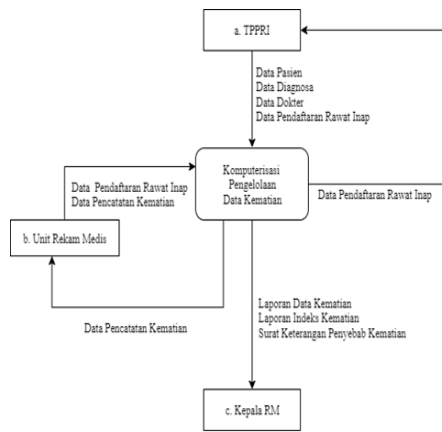 a. TPPRI
Data Pasien
Data Diagnosa
Data Dokter
Data Pendaftaran Rawat Inap
Komputerisasi
Pengelolaan
Data Kematian
Data Pendaftaran Rawat Inap
Data Pencatatan Kematian
Data Pendaftaran Rawat Inap
b. Unit Rekam Medis
Data Pencatatan Kematian
Laporan Data Kematian
Laporan Indeks Kematian
Surat Keterangan Penyebab Kematian
c. Kepala RM